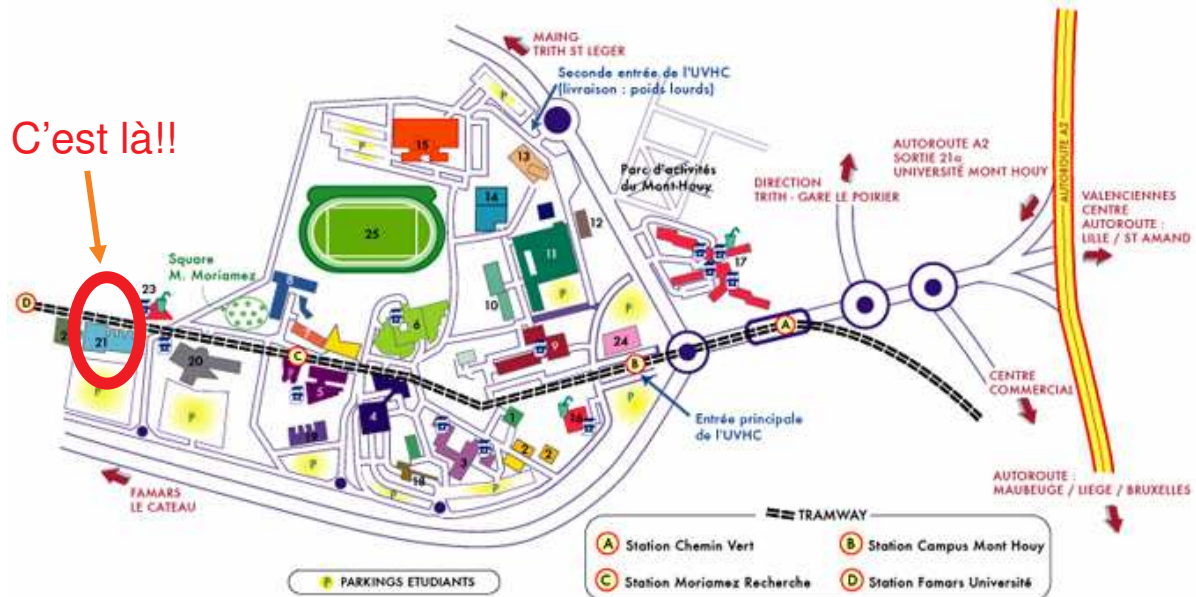 MAING
TRITH ST LEGER
Seconde entrée de l'UVHC
(livraison : poids lourds)
C'est là!!
P
15
P
P
13
Parc d'activités
du Mont-Houy
AUTOROUTE A2
SORTIE 21a
UNIVERSITÉ MONT HOUY
DIRECTION
TRITH - GARE LE POIRIER
AUTOROUTE A2
VALENCIENNES
CENTRE
AUTOROUTE :
LILLE / ST AMAND
14
12
25
11
17
Square
M. Moriamez
23
8
10
P
P
D
6
A
21
20
C
9
24
B
CENTRE
COMMERCIAL
5
4
1
16
P
Entrée principale
de l'UVHC
P
P
19
3
2
2
P
18
P
P
FAMARS
LE CATEAU
AUTOROUTE :
MAUBEUGE / LIEGE / BRUXELLES
TRAMWAY
A Station Chemin Vert
B Station Campus Mont Houy
C Station Moriamez Recherche
D Station Famars Université
P PARKINGS ETUDIANTS